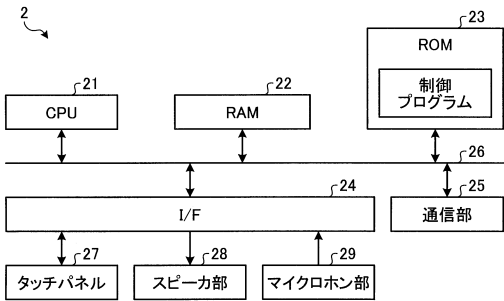 2
21
CPU
22
RAM
23
ROM
制御
プログラム
26
24
I/F
25
通信部
27
タッチパネル
28
スピーカ部
29
マイクロホン部